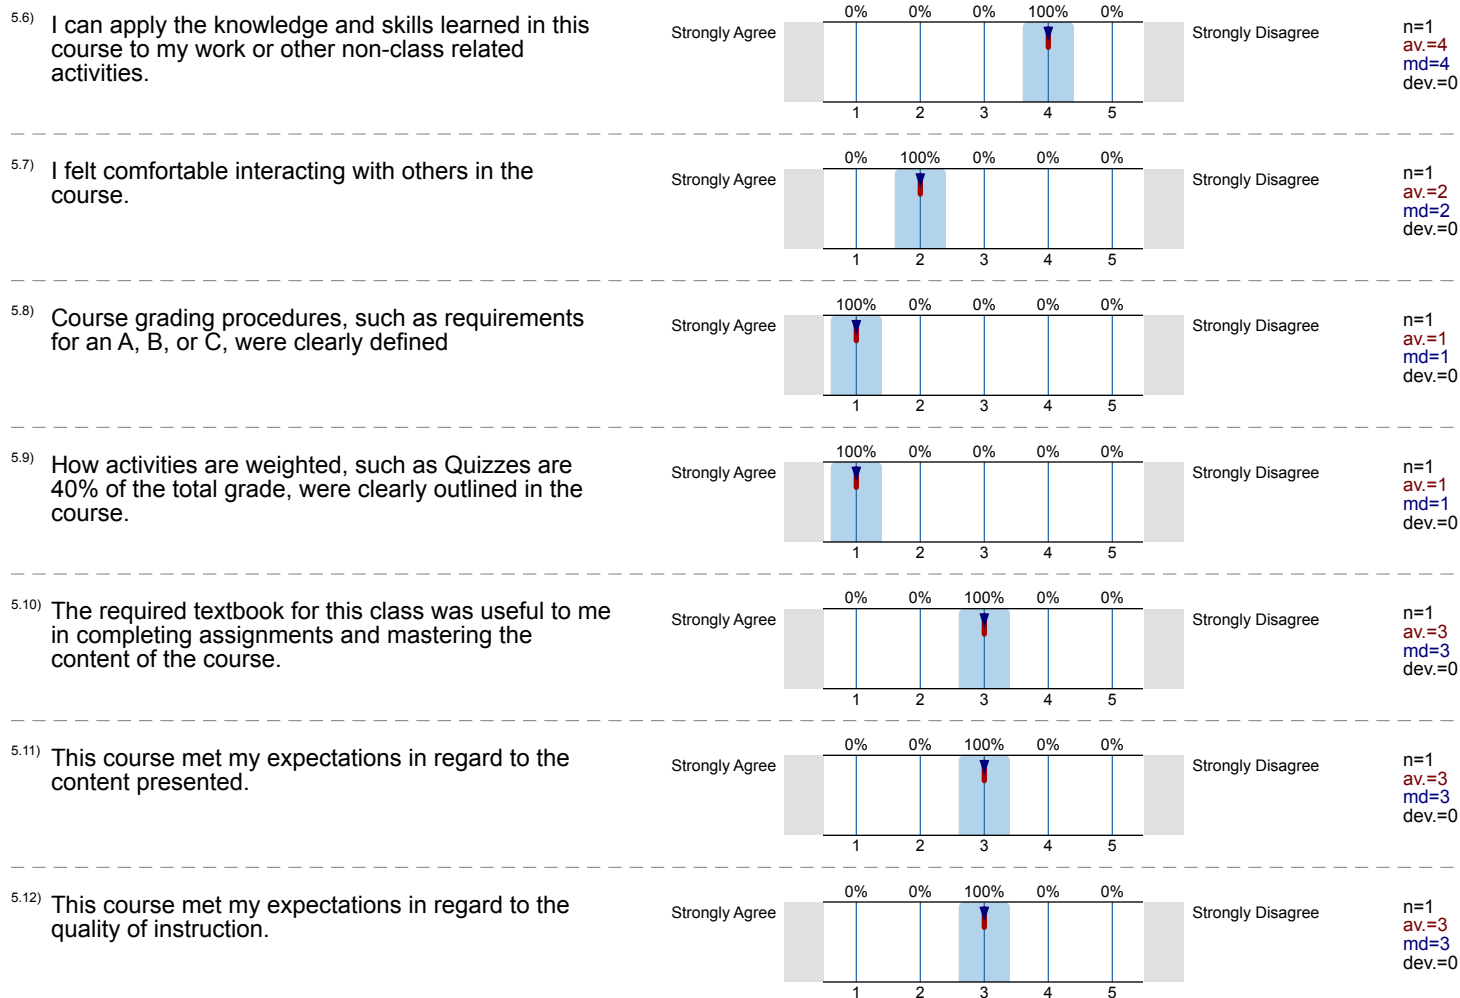 5.6) I can apply the knowledge and skills learned in this
course to my work or other non-class related
activities.
0% 0% 0% 100% 0%
Strongly Agree Strongly Disagree
1 2 3 4 5
n=1
av.=4
md=4
dev.=0
5.7) I felt comfortable interacting with others in the
course.
0% 100% 0% 0% 0%
Strongly Agree Strongly Disagree
1 2 3 4 5
n=1
av.=2
md=2
dev.=0
5.8) Course grading procedures, such as requirements
for an A, B, or C, were clearly defined
100% 0% 0% 0% 0%
Strongly Agree Strongly Disagree
1 2 3 4 5
n=1
av.=1
md=1
dev.=0
5.9) How activities are weighted, such as Quizzes are
40% of the total grade, were clearly outlined in the
course.
100% 0% 0% 0% 0%
Strongly Agree Strongly Disagree
1 2 3 4 5
n=1
av.=1
md=1
dev.=0
5.10) The required textbook for this class was useful to me
in completing assignments and mastering the
content of the course.
0% 0% 100% 0% 0%
Strongly Agree Strongly Disagree
1 2 3 4 5
n=1
av.=3
md=3
dev.=0
5.11) This course met my expectations in regard to the
content presented.
0% 0% 100% 0% 0%
Strongly Agree Strongly Disagree
1 2 3 4 5
n=1
av.=3
md=3
dev.=0
5.12) This course met my expectations in regard to the
quality of instruction.
0% 0% 100% 0% 0%
Strongly Agree Strongly Disagree
1 2 3 4 5
n=1
av.=3
md=3
dev.=0